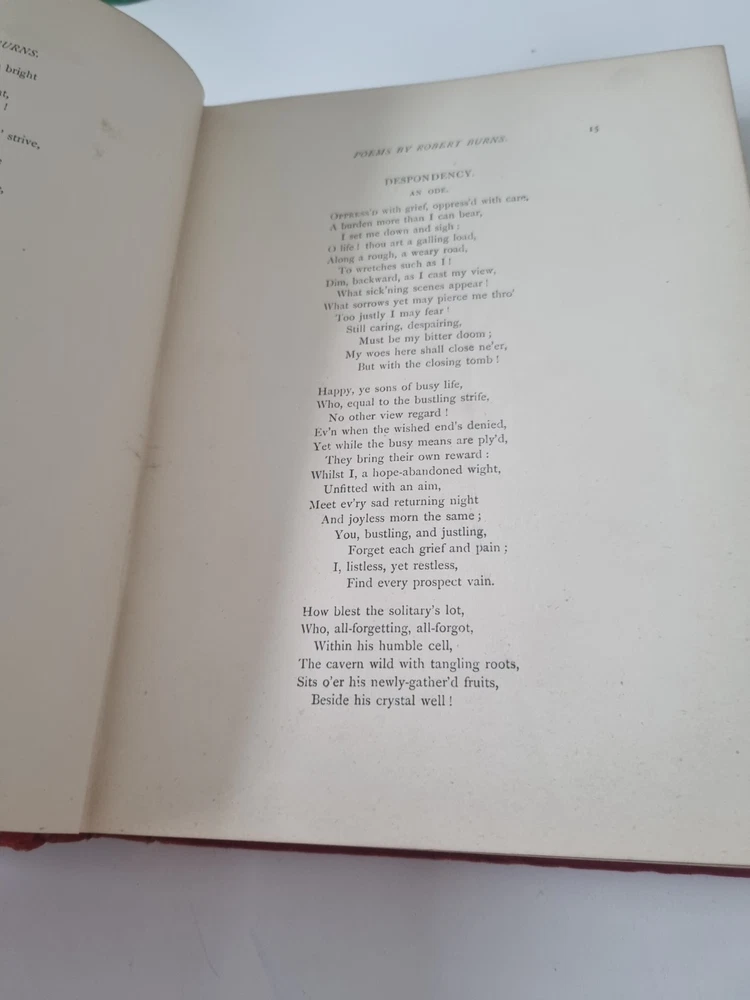 BURNS.
bright
!
strive,
POEMS BY ROBERT BURNS.
15
DESPONDENCY.
AN ODE.
OPPRESS'D with grief, oppress'd with care,
A burden more than I can bear,
I set me down and sigh :
O life ! thou art a galling load,
Along a rough, a weary road,
To wretches such as I !
Dim, backward, as I cast my view,
What sick'ning scenes appear !
What sorrows yet may pierce me thro'
Too justly I may fear !
Still caring, despairing,
Must be my bitter doom ;
My woes here shall close ne'er,
But with the closing tomb !
Happy, ye sons of busy life,
Who, equal to the bustling strife,
No other view regard !
Ev'n when the wished end's denied,
Yet while the busy means are ply'd,
They bring their own reward :
Whilst I, a hope-abandoned wight,
Unfitted with an aim,
Meet ev'ry sad returning night
And joyless morn the same ;
You, bustling, and justling,
Forget each grief and pain ;
I, listless, yet restless,
Find every prospect vain.
How blest the solitary's lot,
Who, all-forgetting, all-forgot,
Within his humble cell,
The cavern wild with tangling roots,
Sits o'er his newly-gather'd fruits,
Beside his crystal well !